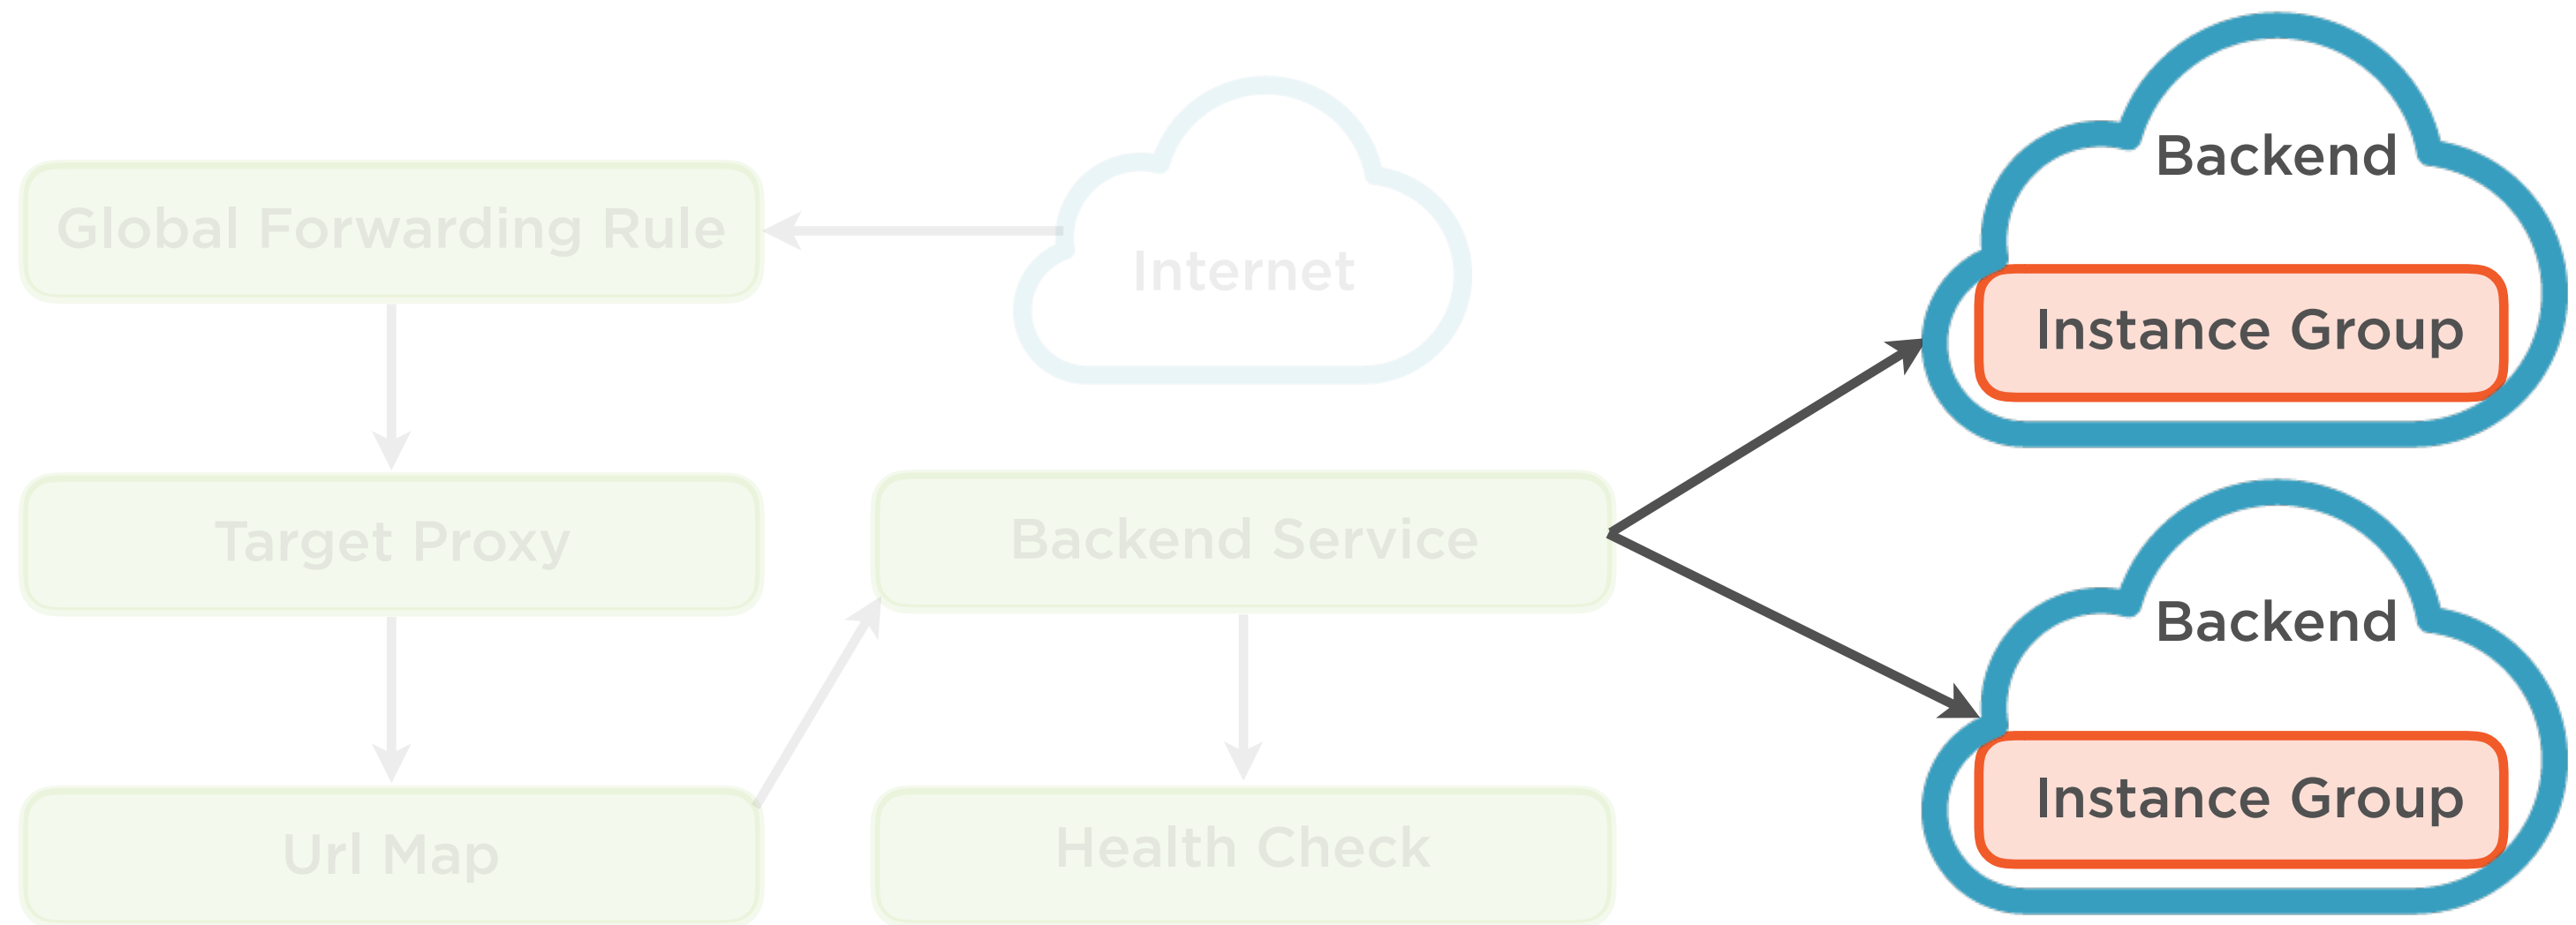 Global Forwarding Rule
Internet
Backend
Instance Group
Target Proxy
Backend Service
Backend
Instance Group
Url Map
Health Check